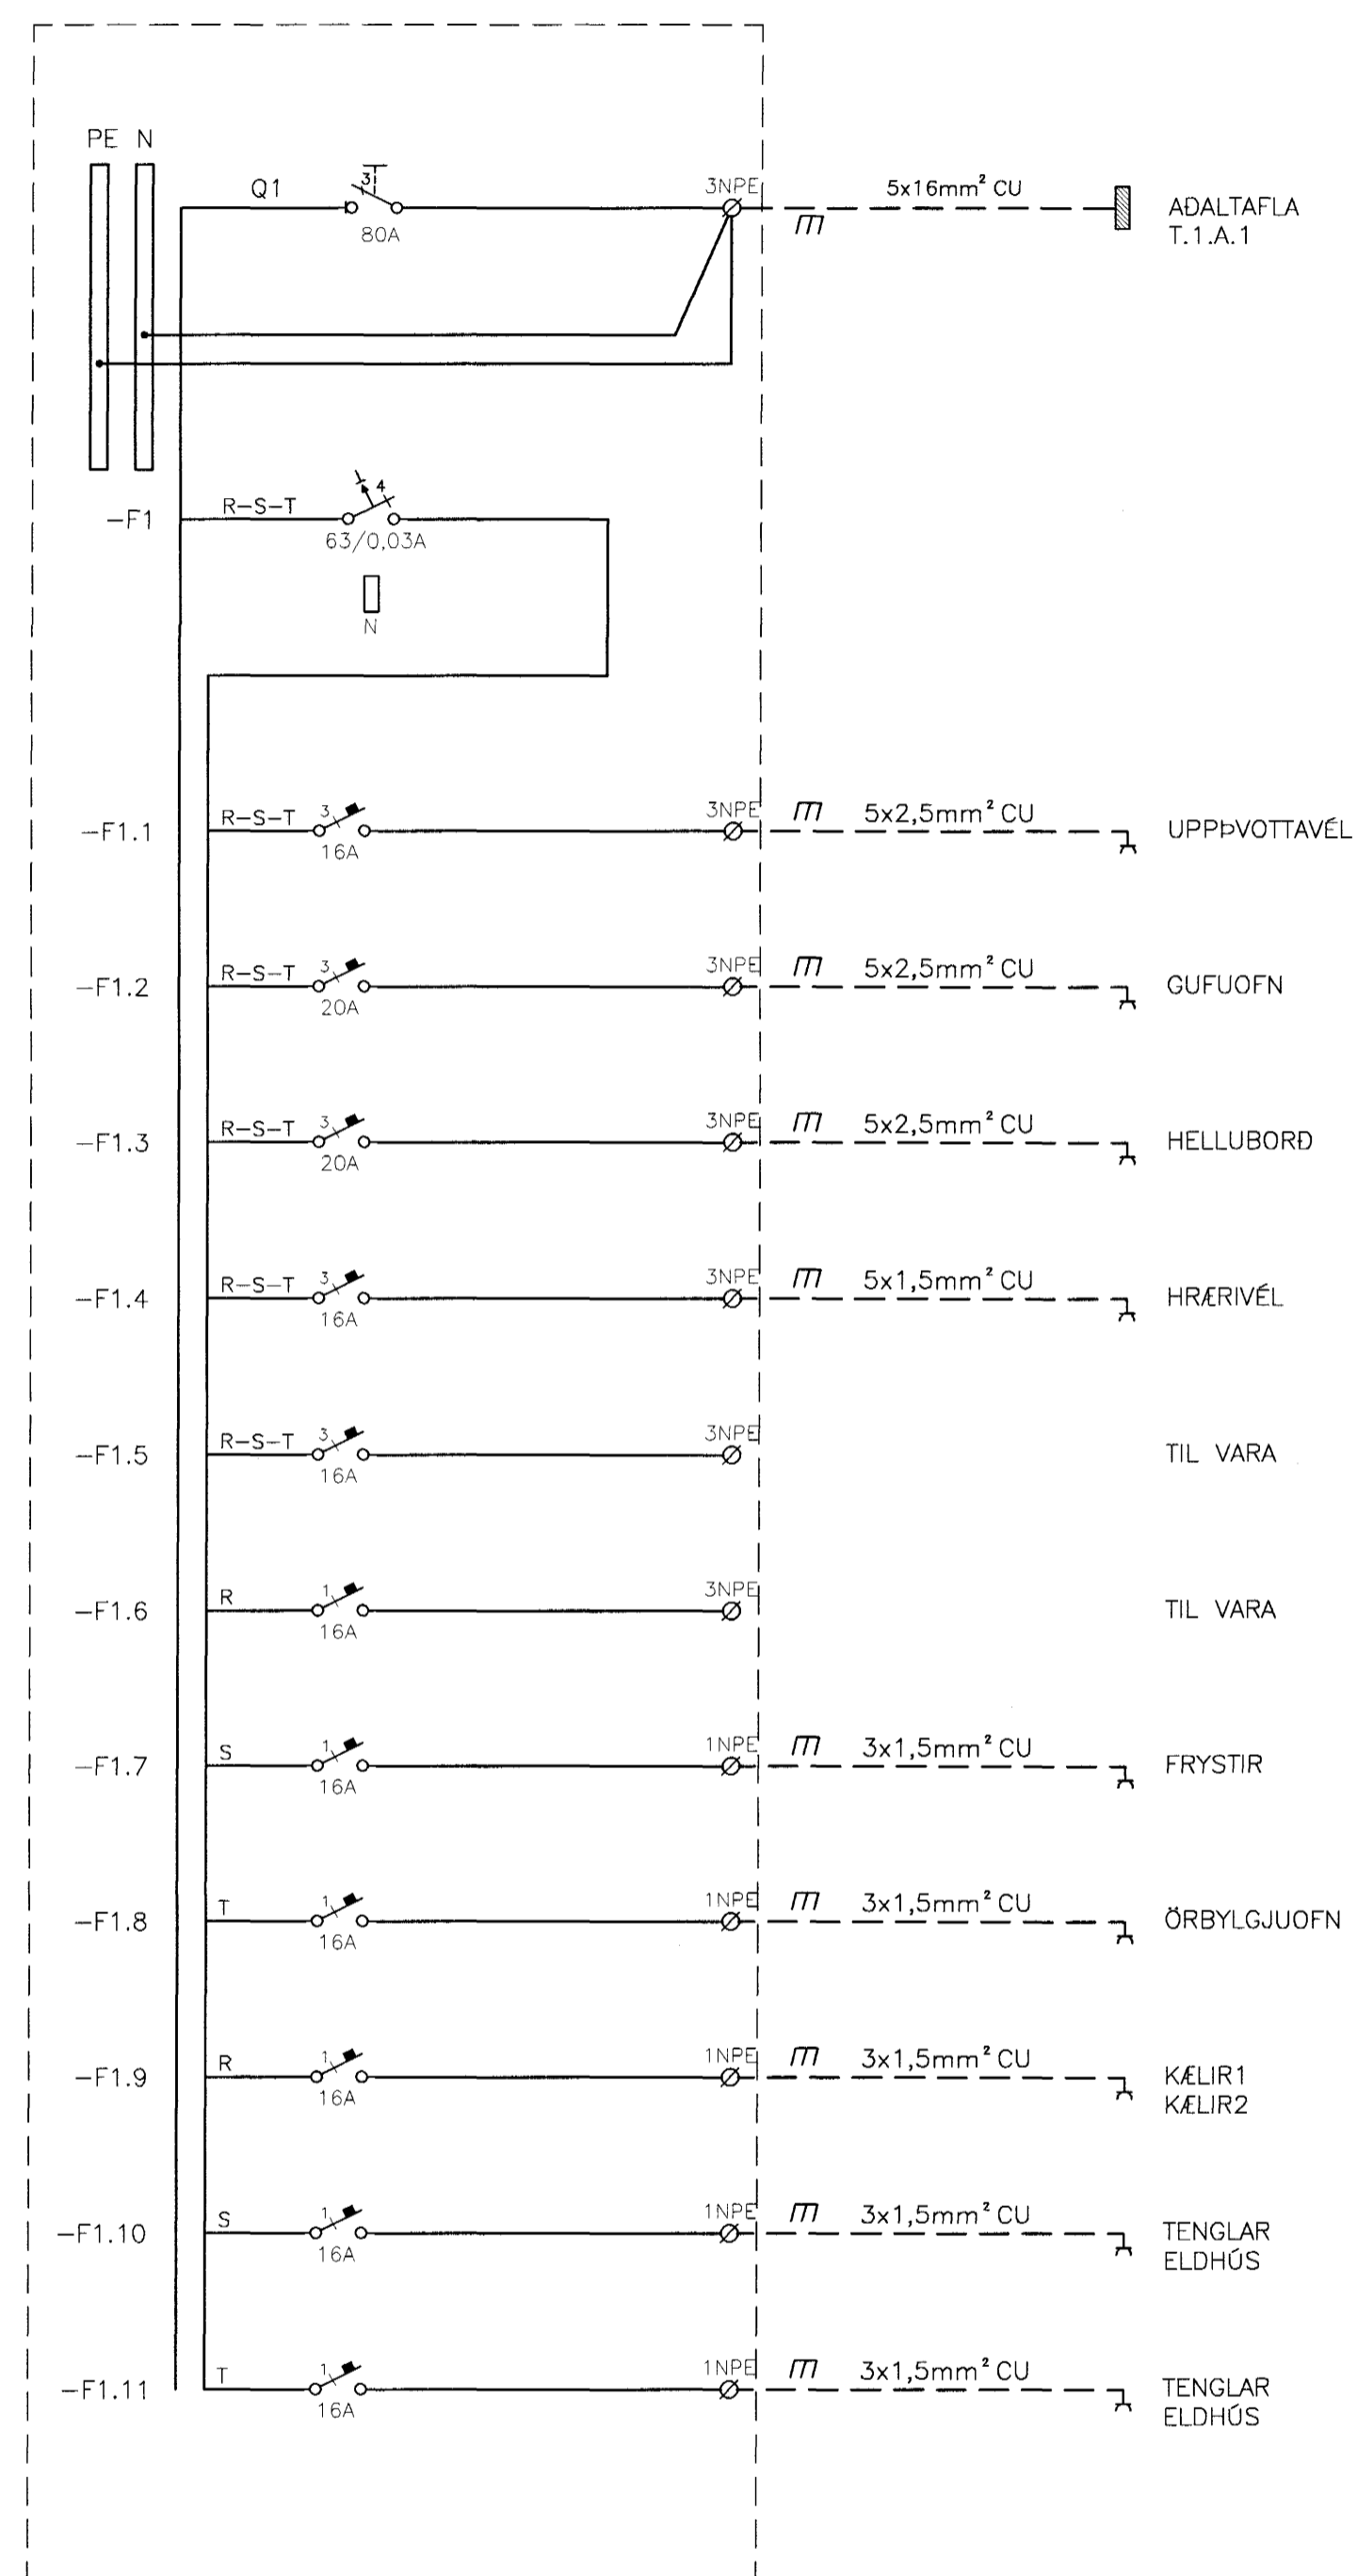 PE N
Q1
3
80A
3NPE
5x16mm² CU
AÐALTAFLA
T.1.A.1
-F1
R-S-T
4
63/0,03A
N
-F1.1
R-S-T
3
16A
3NPE
5x2,5mm² CU
UPPÞVOTTAVÉL
-F1.2
R-S-T
3
20A
3NPE
5x2,5mm² CU
GUFUOFN
-F1.3
R-S-T
3
20A
3NPE
5x2,5mm² CU
HELLUBORÐ
-F1.4
R-S-T
3
16A
3NPE
5x1,5mm² CU
HRÆRIVÉL
-F1.5
R-S-T
3
16A
3NPE
TIL VARA
-F1.6
R
1
16A
3NPE
TIL VARA
-F1.7
S
1
16A
1NPE
3x1,5mm² CU
FRYSTIR
-F1.8
T
1
16A
1NPE
3x1,5mm² CU
ÖRBYLGJUOFN
-F1.9
R
1
16A
1NPE
3x1,5mm² CU
KÆLIR1
KÆLIR2
-F1.10
S
1
16A
1NPE
3x1,5mm² CU
TENGLAR
ELDHÚS
-F1.11
T
1
16A
1NPE
3x1,5mm² CU
TENGLAR
ELDHÚS